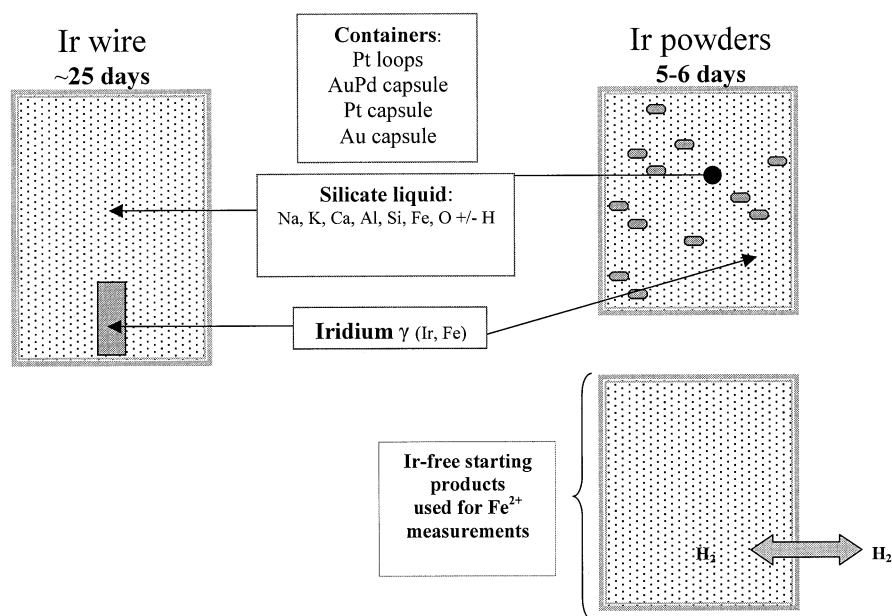 Ir wire
~25 days
Containers:
Pt loops
AuPd capsule
Pt capsule
Au capsule
Ir powders
5-6 days
Silicate liquid:
Na, K, Ca, Al, Si, Fe, O +/- H
Iridium γ (Ir, Fe)
Ir-free starting
products
used for Fe²⁺
measurements
H₂
H₂